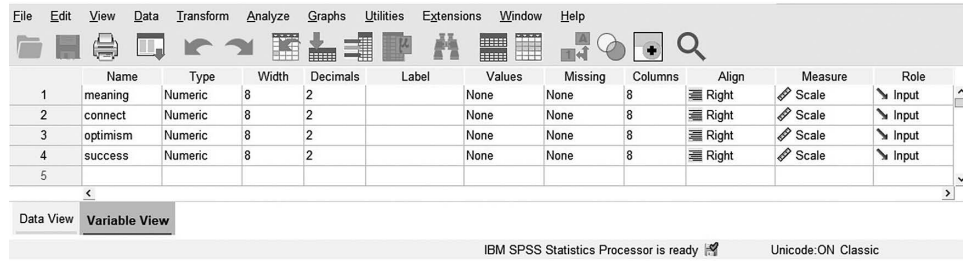 File Edit View Data Transform Analyze Graphs Utilities Extensions Window Help
Name Type Width Decimals Label Values Missing Columns Align Measure Role
1 meaning Numeric 8 2 None None 8 Right Scale Input
2 connect Numeric 8 2 None None 8 Right Scale Input
3 optimism Numeric 8 2 None None 8 Right Scale Input
4 success Numeric 8 2 None None 8 Right Scale Input
5
Data View Variable View
IBM SPSS Statistics Processor is ready Unicode:ON Classic